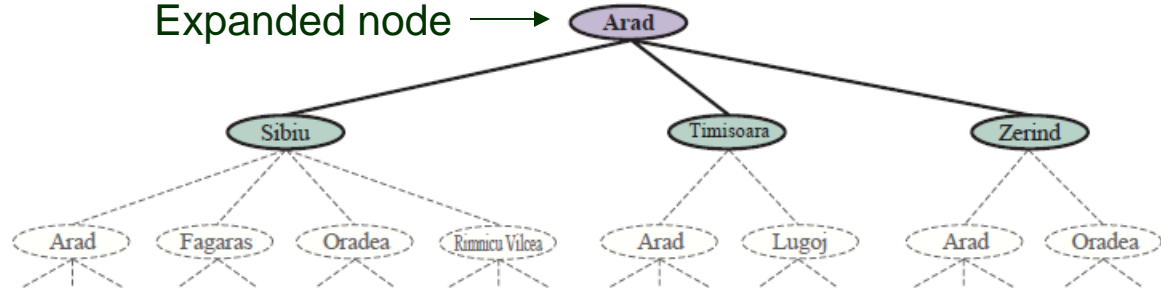 Expanded node
Arad
Sibiu
Timisoara
Zerind
Arad
Fagaras
Oradea
Rimnicu Vilcea
Arad
Lugoj
Arad
Oradea